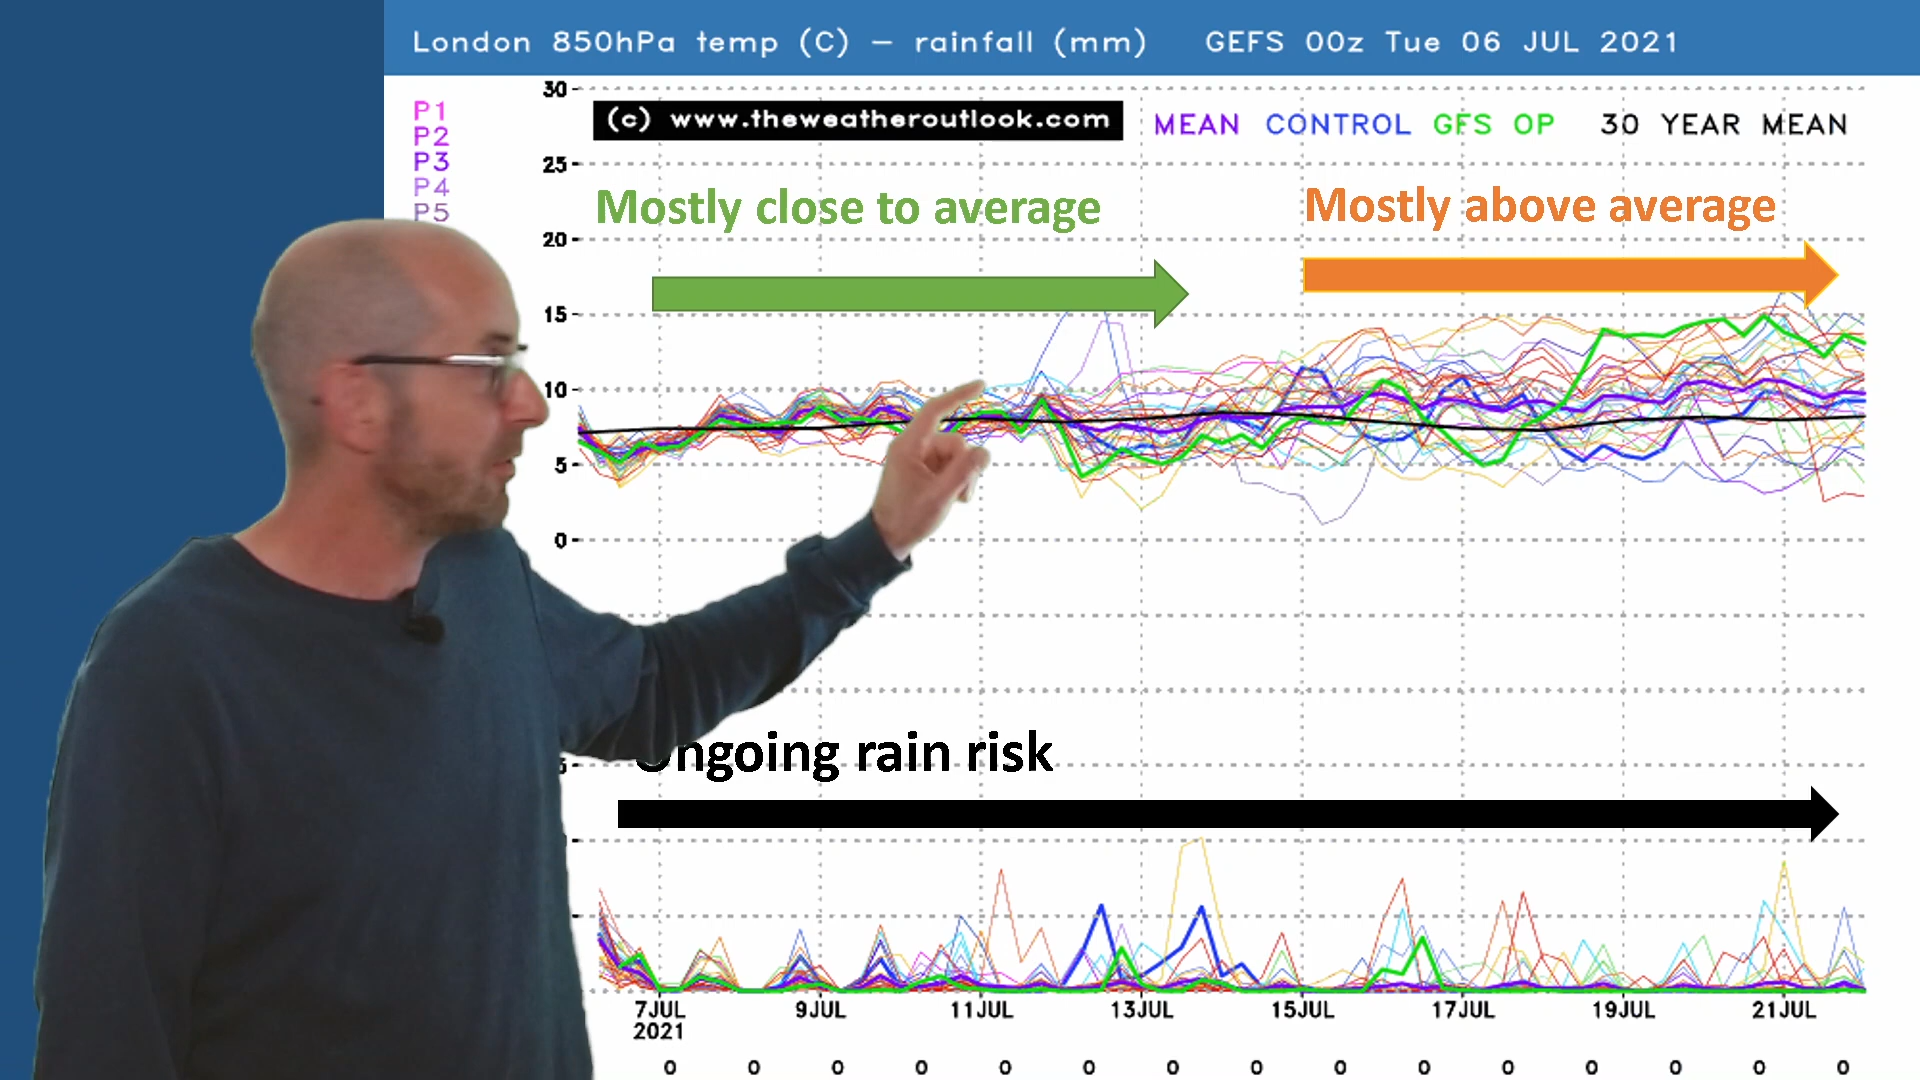 London 850hPa temp (C) – rainfall (mm) GEFS 00z Tue 06 JUL 2021
30
(c) www.theweatheroutlook.com MEAN CONTROL GFS OP 30 YEAR MEAN
P1
P2
P3
P4
P5
25
Mostly close to average Mostly above average
20
15
10
5
0
Ongoing rain risk
7JUL 9JUL 11JUL 13JUL 15JUL 17JUL 19JUL 21JUL
2021
0 0 0 0 0 0 0 0 0 0 0 0 0 0 0